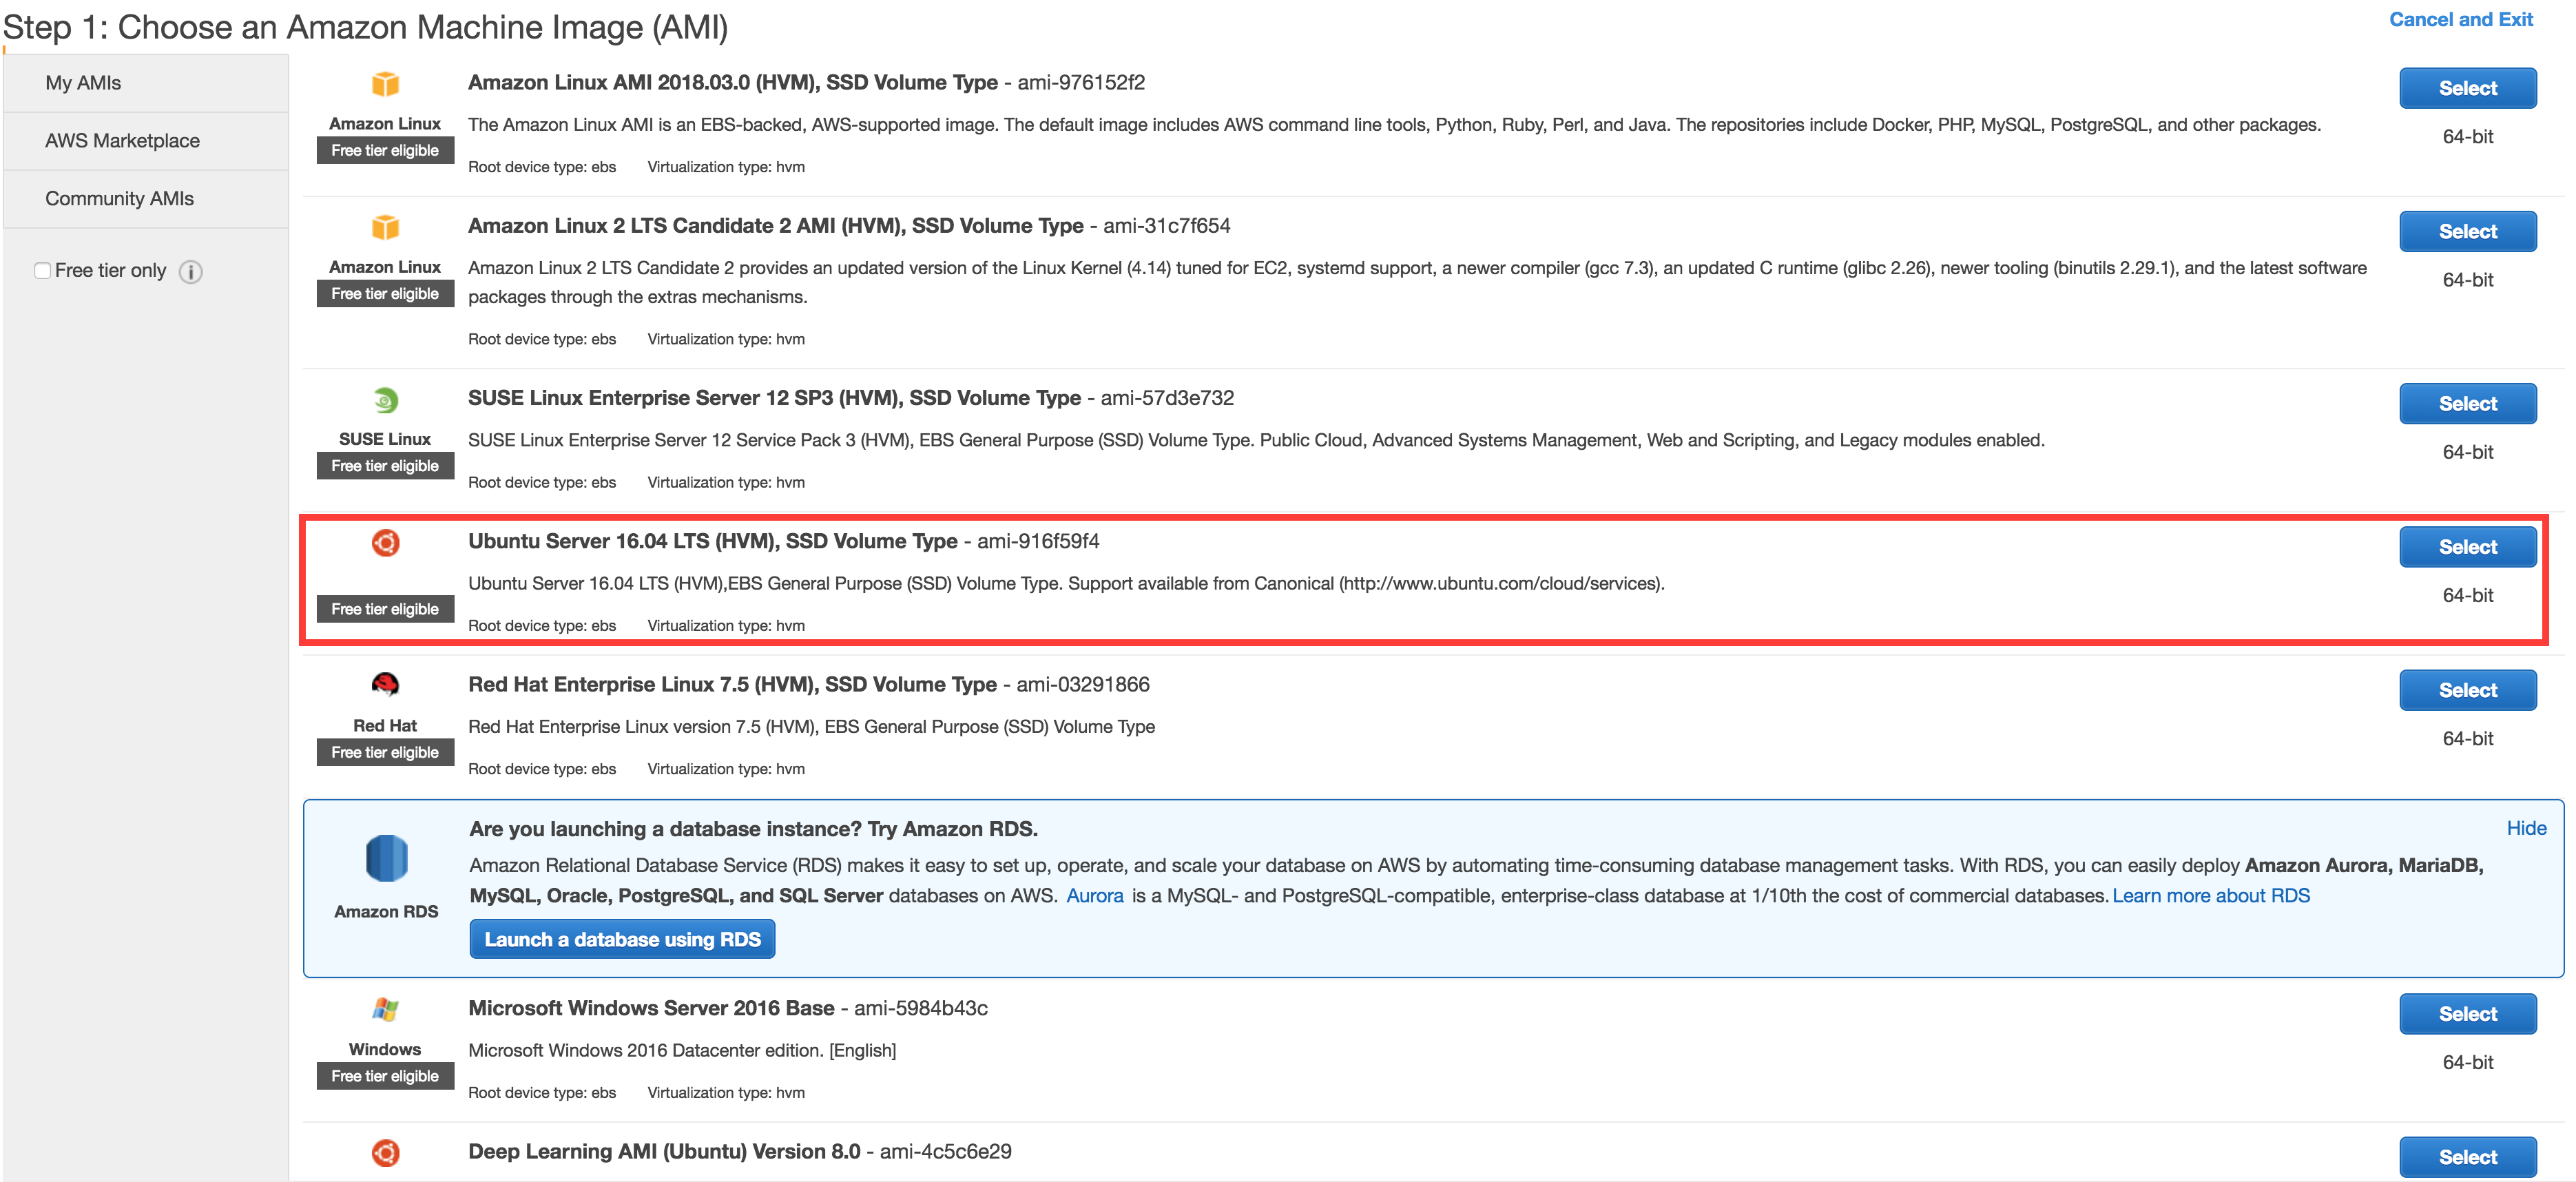 Step 1: Choose an Amazon Machine Image (AMI)
Cancel and Exit
My AMIs
AWS Marketplace
Community AMIs
Free tier only
Amazon Linux
Free tier eligible
Amazon Linux AMI 2018.03.0 (HVM), SSD Volume Type - ami-976152f2
The Amazon Linux AMI is an EBS-backed, AWS-supported image. The default image includes AWS command line tools, Python, Ruby, Perl, and Java. The repositories include Docker, PHP, MySQL, PostgreSQL, and other packages.
Root device type: ebs Virtualization type: hvm
Select
64-bit
Amazon Linux
Free tier eligible
Amazon Linux 2 LTS Candidate 2 AMI (HVM), SSD Volume Type - ami-31c7f654
Amazon Linux 2 LTS Candidate 2 provides an updated version of the Linux Kernel (4.14) tuned for EC2, systemd support, a newer compiler (gcc 7.3), an updated C runtime (glibc 2.26), newer tooling (binutils 2.29.1), and the latest software
packages through the extras mechanisms.
Root device type: ebs Virtualization type: hvm
Select
64-bit
SUSE Linux
Free tier eligible
SUSE Linux Enterprise Server 12 SP3 (HVM), SSD Volume Type - ami-57d3e732
SUSE Linux Enterprise Server 12 Service Pack 3 (HVM), EBS General Purpose (SSD) Volume Type. Public Cloud, Advanced Systems Management, Web and Scripting, and Legacy modules enabled.
Root device type: ebs Virtualization type: hvm
Select
64-bit
Free tier eligible
Ubuntu Server 16.04 LTS (HVM), SSD Volume Type - ami-916f59f4
Ubuntu Server 16.04 LTS (HVM),EBS General Purpose (SSD) Volume Type. Support available from Canonical (http://www.ubuntu.com/cloud/services).
Root device type: ebs Virtualization type: hvm
Select
64-bit
Red Hat
Free tier eligible
Red Hat Enterprise Linux 7.5 (HVM), SSD Volume Type - ami-03291866
Red Hat Enterprise Linux version 7.5 (HVM), EBS General Purpose (SSD) Volume Type
Root device type: ebs Virtualization type: hvm
Select
64-bit
Amazon RDS
Are you launching a database instance? Try Amazon RDS.
Hide
Amazon Relational Database Service (RDS) makes it easy to set up, operate, and scale your database on AWS by automating time-consuming database management tasks. With RDS, you can easily deploy Amazon Aurora, MariaDB,
MySQL, Oracle, PostgreSQL, and SQL Server databases on AWS. Aurora is a MySQL- and PostgreSQL-compatible, enterprise-class database at 1/10th the cost of commercial databases. Learn more about RDS
Launch a database using RDS
Windows
Free tier eligible
Microsoft Windows Server 2016 Base - ami-5984b43c
Microsoft Windows 2016 Datacenter edition. [English]
Root device type: ebs Virtualization type: hvm
Select
64-bit
Deep Learning AMI (Ubuntu) Version 8.0 - ami-4c5c6e29
Select